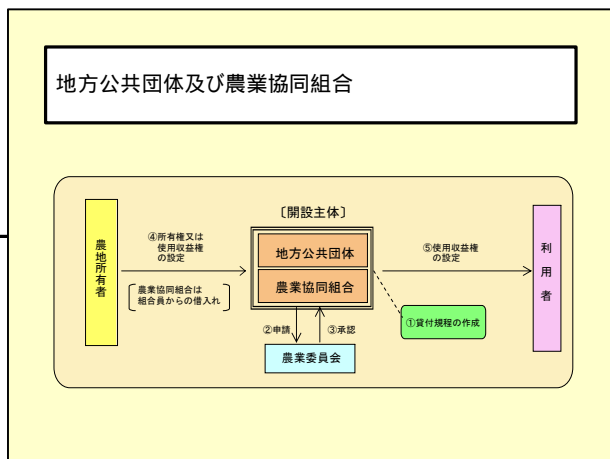 地方公共団体及び農業協同組合
〔開設主体〕
農地所有者
④所有権又は
使用収益権
の設定
農業協同組合は
組合員からの借入れ
地方公共団体
農業協同組合
⑤使用収益権
の設定
利用者
①貸付規程の作成
②申請
③承認
農業委員会